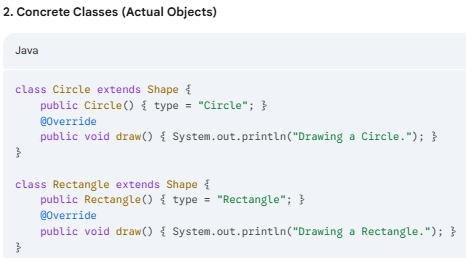 2. Concrete Classes (Actual Objects)
Java
class Circle extends Shape {
    public Circle() { type = "Circle"; }
    @Override
    public void draw() { System.out.println("Drawing a Circle."); }
}

class Rectangle extends Shape {
    public Rectangle() { type = "Rectangle"; }
    @Override
    public void draw() { System.out.println("Drawing a Rectangle."); }
}